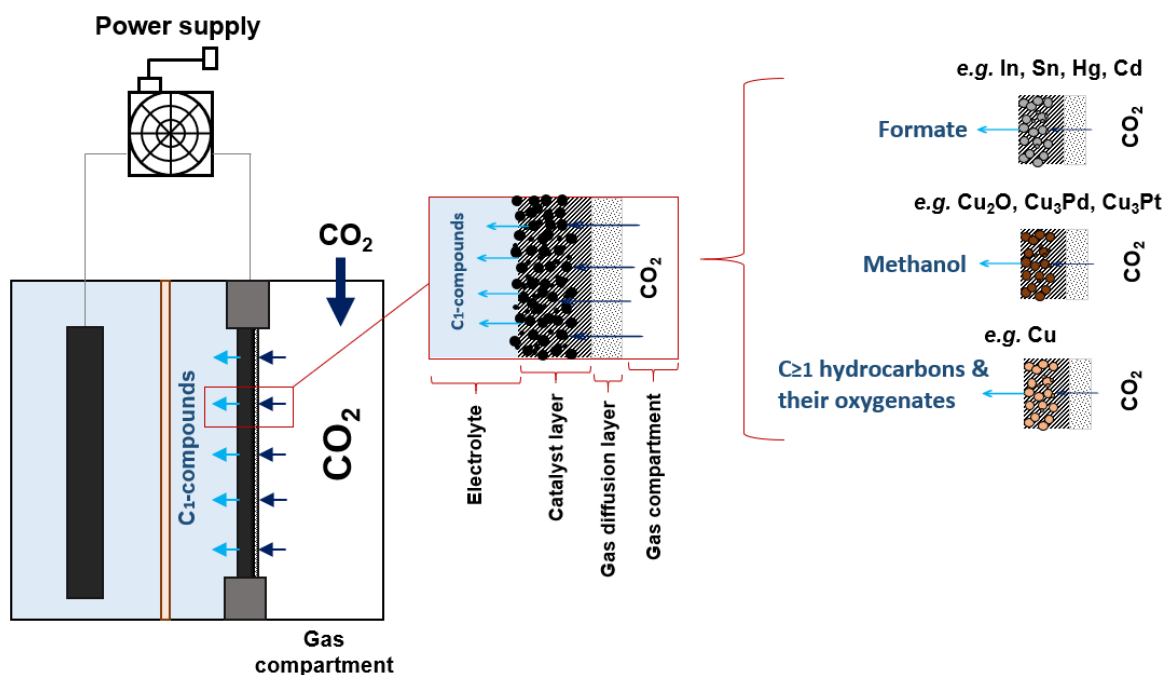 Power supply
CO₂
C₁-compounds
CO₂
Gas
compartment
C₁-compounds
CO₂
Electrolyte
Catalyst layer
Gas diffusion layer
Gas compartment
e.g. In, Sn, Hg, Cd
Formate
CO₂
e.g. Cu₂O, Cu₃Pd, Cu₃Pt
Methanol
CO₂
e.g. Cu
C≥1 hydrocarbons &
their oxygenates
CO₂